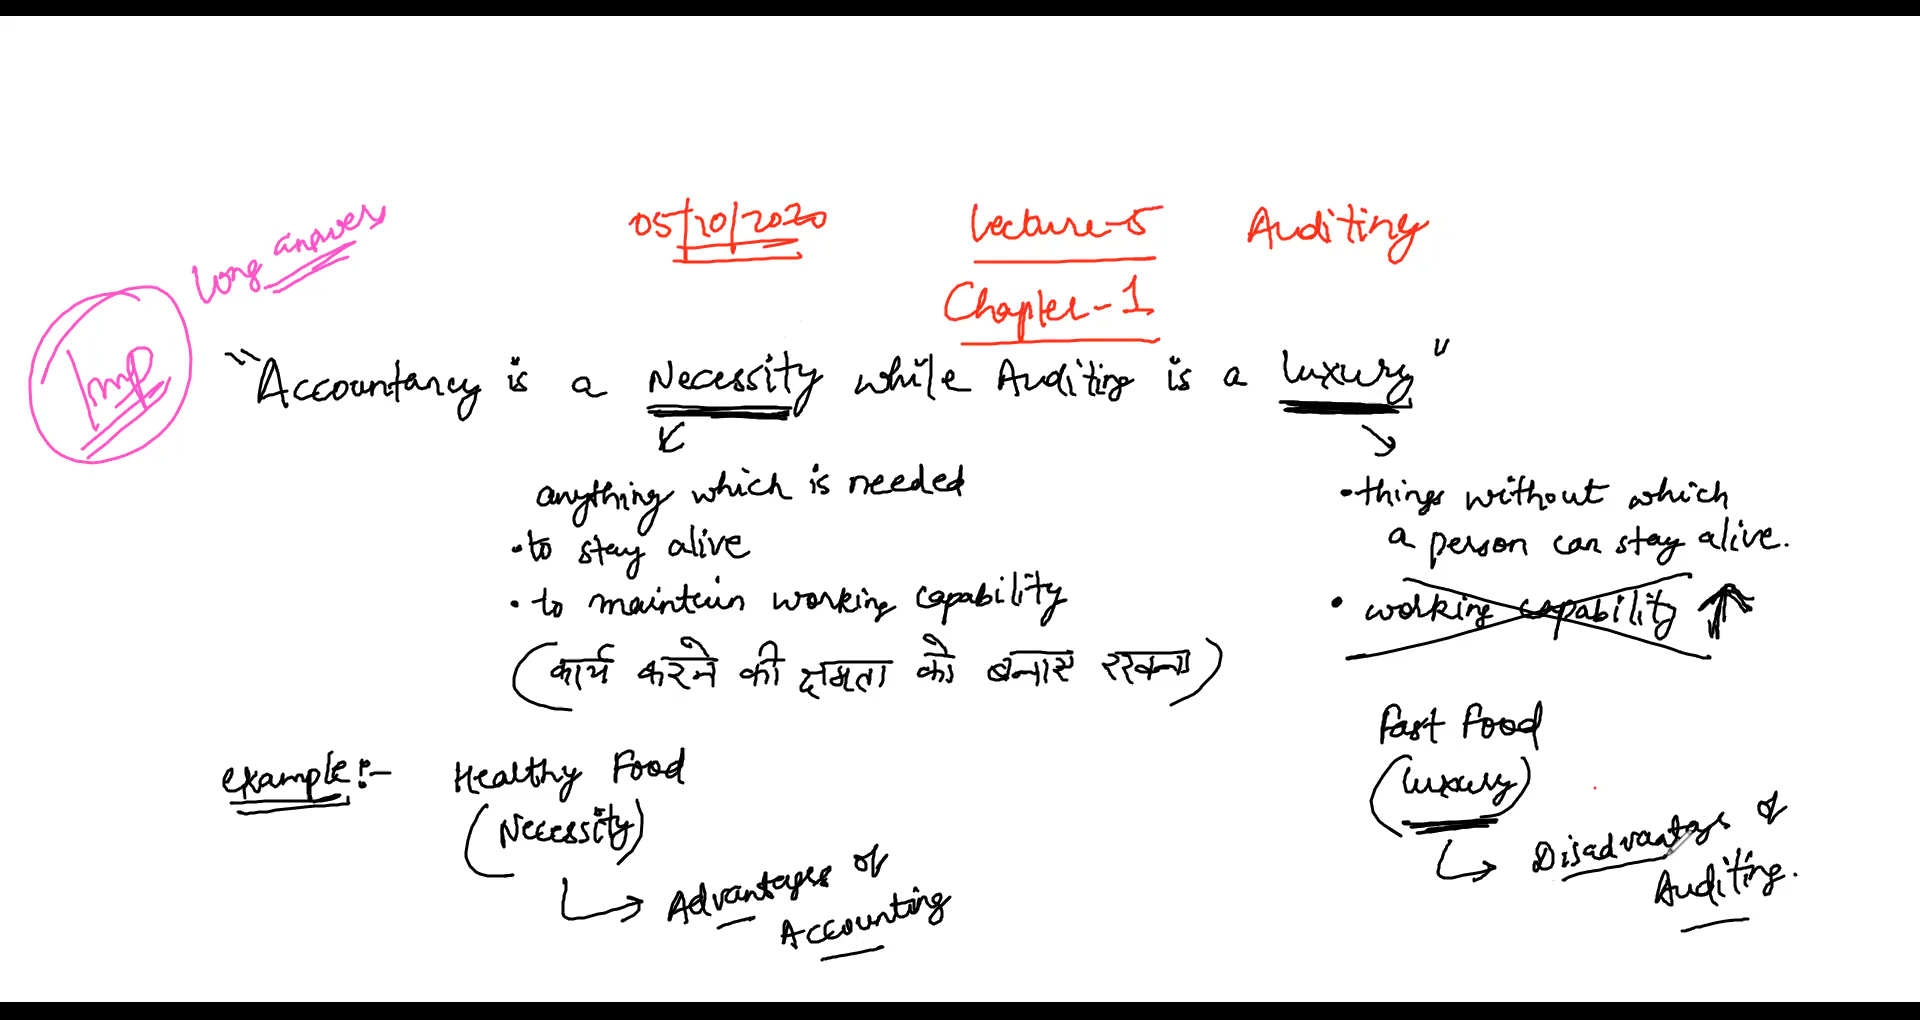 05/10/2020 Lecture-5 Auditing
Chapter-1
Long answer
Imp
"Accountancy is a Necessity while Auditing is a luxury"
anything which is needed
• to stay alive
• to maintain working capability
(कार्य करने की क्षमता को बनाए रखना)
• things without which
a person can stay alive.
• working capability ↑
example:- Healthy Food
(Necessity)
→ Advantages of
Accounting
Fast Food
(luxury)
→ Disadvantages of
Auditing.